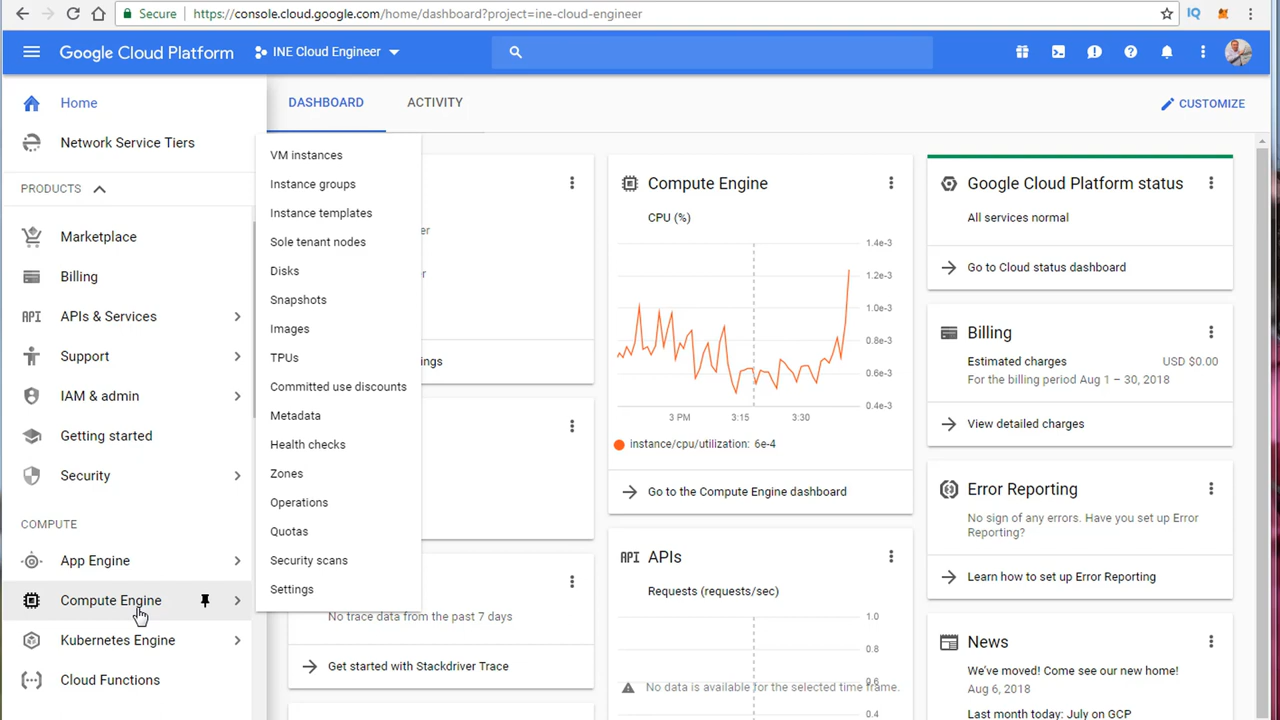 Secure https://console.cloud.google.com/home/dashboard?project=ine-cloud-engineer
IQ
Google Cloud Platform
INE Cloud Engineer
Home
Network Service Tiers
PRODUCTS
Marketplace
Billing
API APIs & Services
Support
IAM & admin
Getting started
Security
COMPUTE
App Engine
Compute Engine
Kubernetes Engine
Cloud Functions
VM instances
Instance groups
Instance templates
Sole tenant nodes
Disks
Snapshots
Images
TPUs
Committed use discounts
Metadata
Health checks
Zones
Operations
Quotas
Security scans
Settings
DASHBOARD
ACTIVITY
CUSTOMIZE
er
r
ings
No trace data from the past 7 days
Get started with Stackdriver Trace
Compute Engine
CPU (%)
1.4e-3
1.2e-3
1.0e-3
0.8e-3
0.6e-3
0.4e-3
3 PM 3:15 3:30
instance/cpu/utilization: 6e-4
Go to the Compute Engine dashboard
API APIs
Requests (requests/sec)
1.0
0.8
0.6
0.4
No data is available for the selected time frame.
Google Cloud Platform status
All services normal
Go to Cloud status dashboard
Billing
Estimated charges USD $0.00
For the billing period Aug 1 – 30, 2018
View detailed charges
Error Reporting
No sign of any errors. Have you set up Error
Reporting?
Learn how to set up Error Reporting
News
We've moved! Come see our new home!
Aug 6, 2018
Last month today: July on GCP